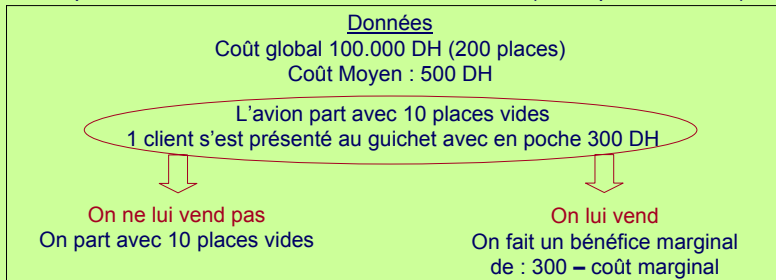 Données
Coût global 100.000 DH (200 places)
Coût Moyen : 500 DH
L'avion part avec 10 places vides
1 client s'est présenté au guichet avec en poche 300 DH
On ne lui vend pas
On part avec 10 places vides
On lui vend
On fait un bénéfice marginal
de : 300 – coût marginal